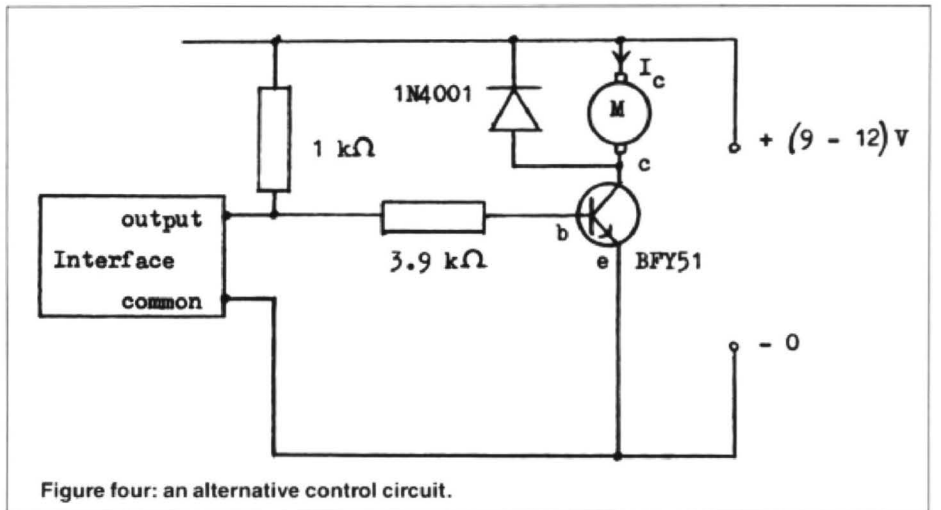 I_c
1N4001
M
1 kΩ
+ (9 - 12) V
c
output
b
3.9 kΩ
e
BFY51
Interface
common
- 0
Figure four: an alternative control circuit.